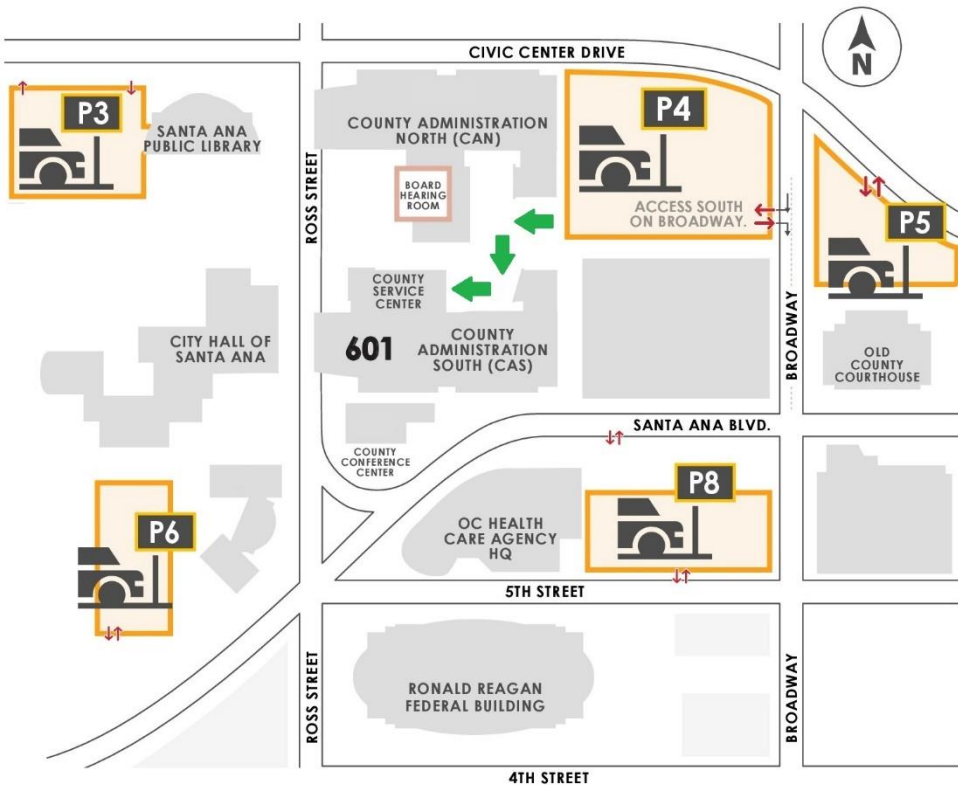 CIVIC CENTER DRIVE
N
P3
SANTA ANA
PUBLIC LIBRARY
ROSS STREET
COUNTY ADMINISTRATION
NORTH (CAN)
BOARD
HEARING
ROOM
P4
ACCESS SOUTH
ON BROADWAY.
P5
BROADWAY
COUNTY
SERVICE
CENTER
CITY HALL OF
SANTA ANA
601
COUNTY
ADMINISTRATION
SOUTH (CAS)
OLD
COUNTY
COURTHOUSE
SANTA ANA BLVD.
COUNTY
CONFERENCE
CENTER
P6
OC HEALTH
CARE AGENCY
HQ
P8
5TH STREET
ROSS STREET
RONALD REAGAN
FEDERAL BUILDING
BROADWAY
4TH STREET